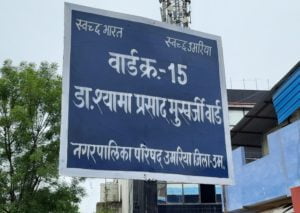 स्वच्द भारत स्वच्द उमरिया
वार्ड क्र.- 15
डा.श्यामा प्रसाद मुखर्जी वार्ड
नगरपालिका परिषद उमरिया जिला-उम.